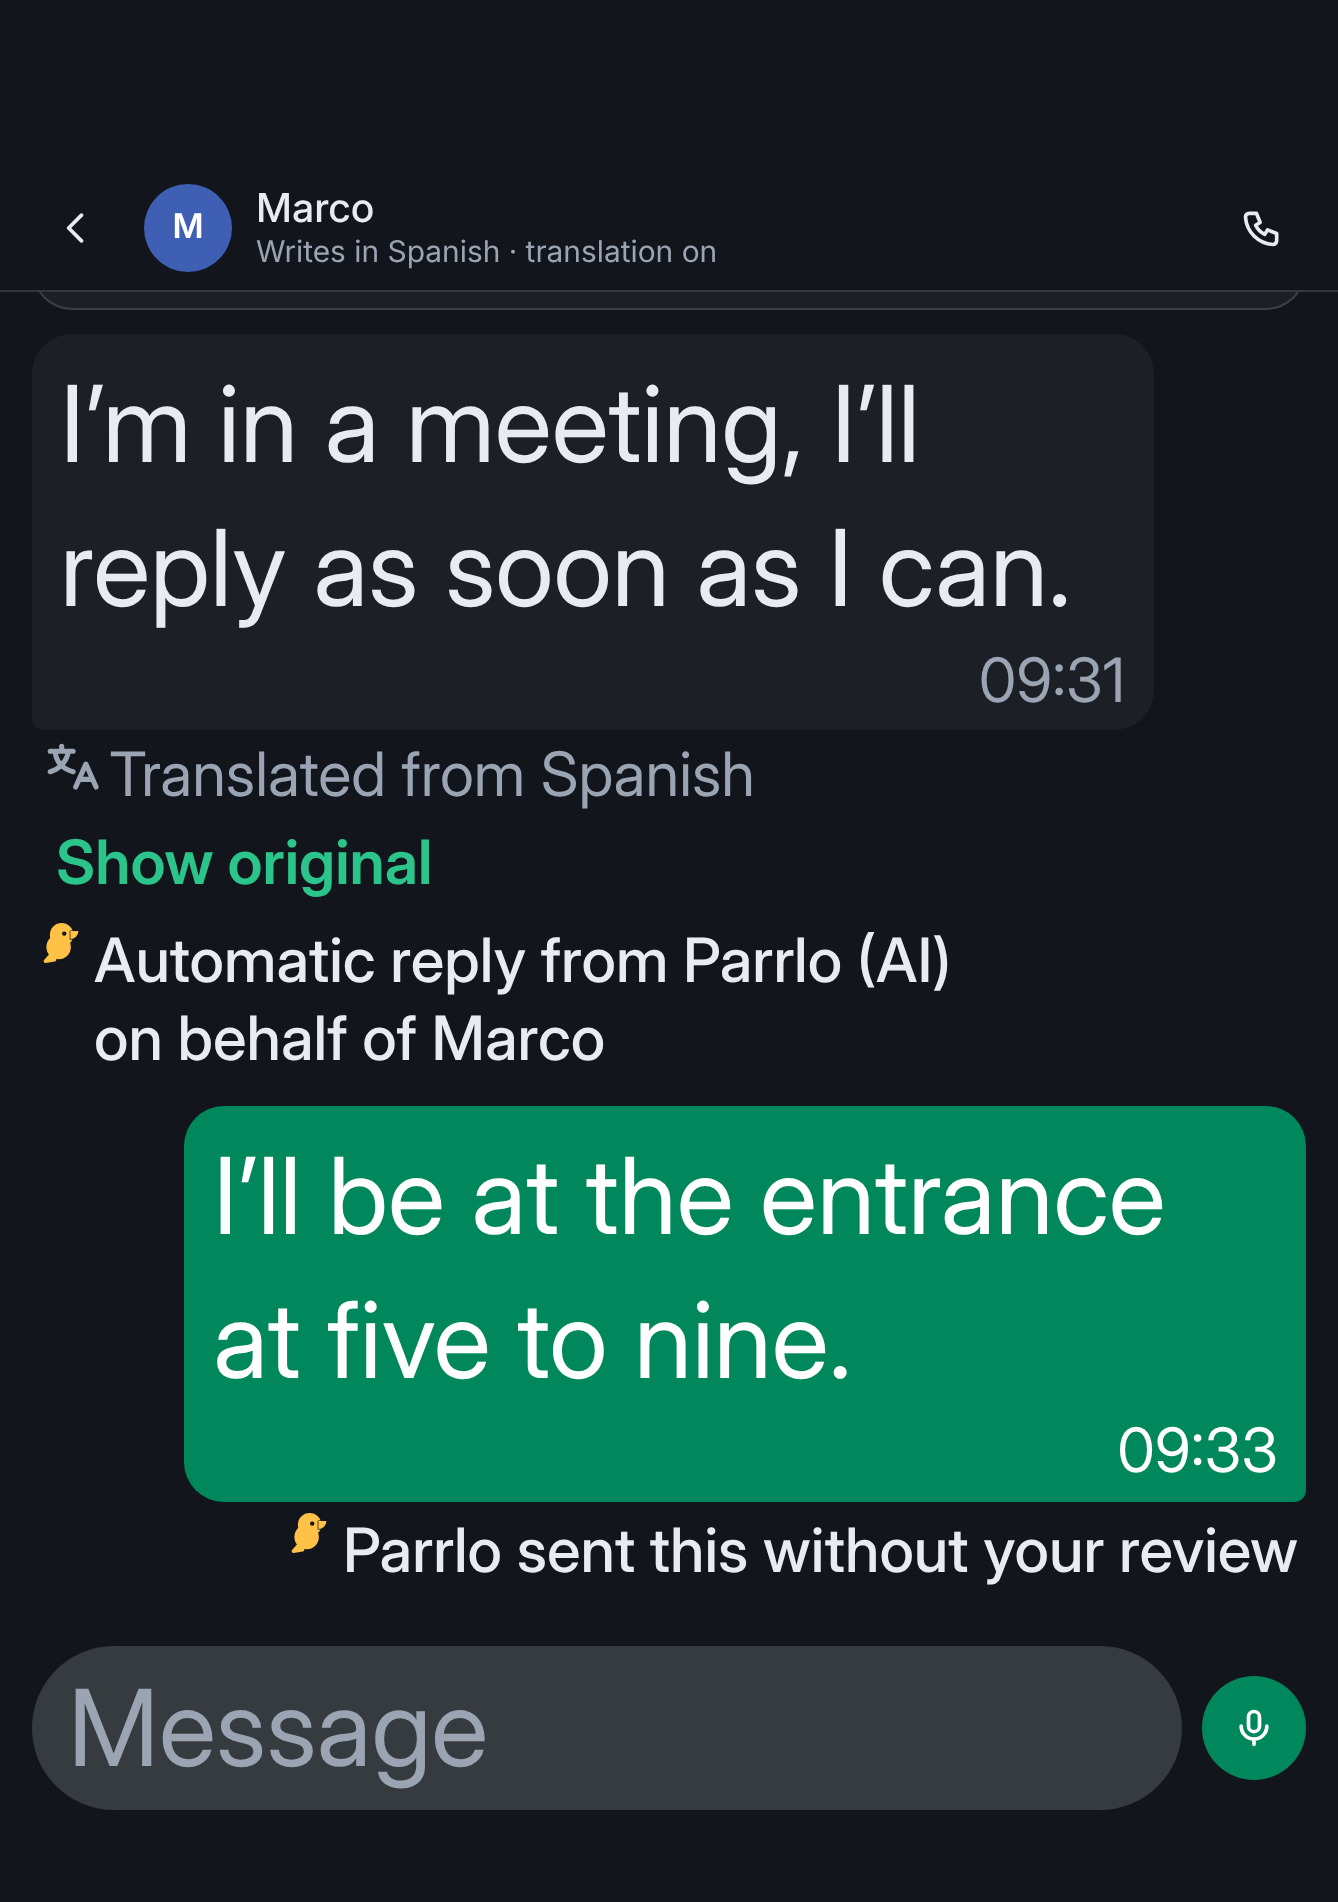 M
Marco
Writes in Spanish · translation on
I’m in a meeting, I’ll
reply as soon as I can.
09:31
Translated from Spanish
Show original
Automatic reply from Parrlo (AI)
on behalf of Marco
I’ll be at the entrance
at five to nine.
09:33
Parrlo sent this without your review
Message